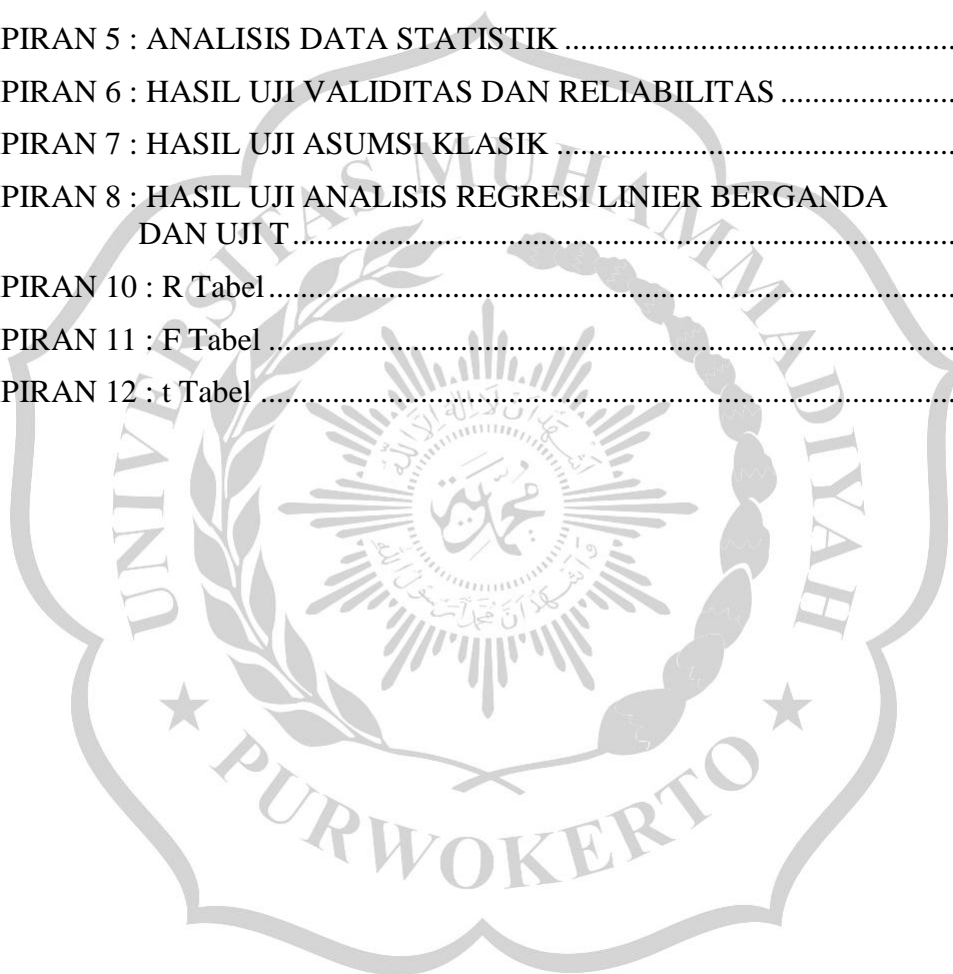 PIRAN 5 : ANALISIS DATA STATISTIK ..................................................
PIRAN 6 : HASIL UJI VALIDITAS DAN RELIABILITAS ......................
PIRAN 7 : HASIL UJI ASUMSI KLASIK ...................................................
PIRAN 8 : HASIL UJI ANALISIS REGRESI LINIER BERGANDA
DAN UJI T ....................................................................................
PIRAN 10 : R Tabel .......................................................................................
PIRAN 11 : F Tabel .......................................................................................
PIRAN 12 : t Tabel ........................................................................................
UNIVERSITAS MUHAMMADIYAH
PURWOKERTO
محمد